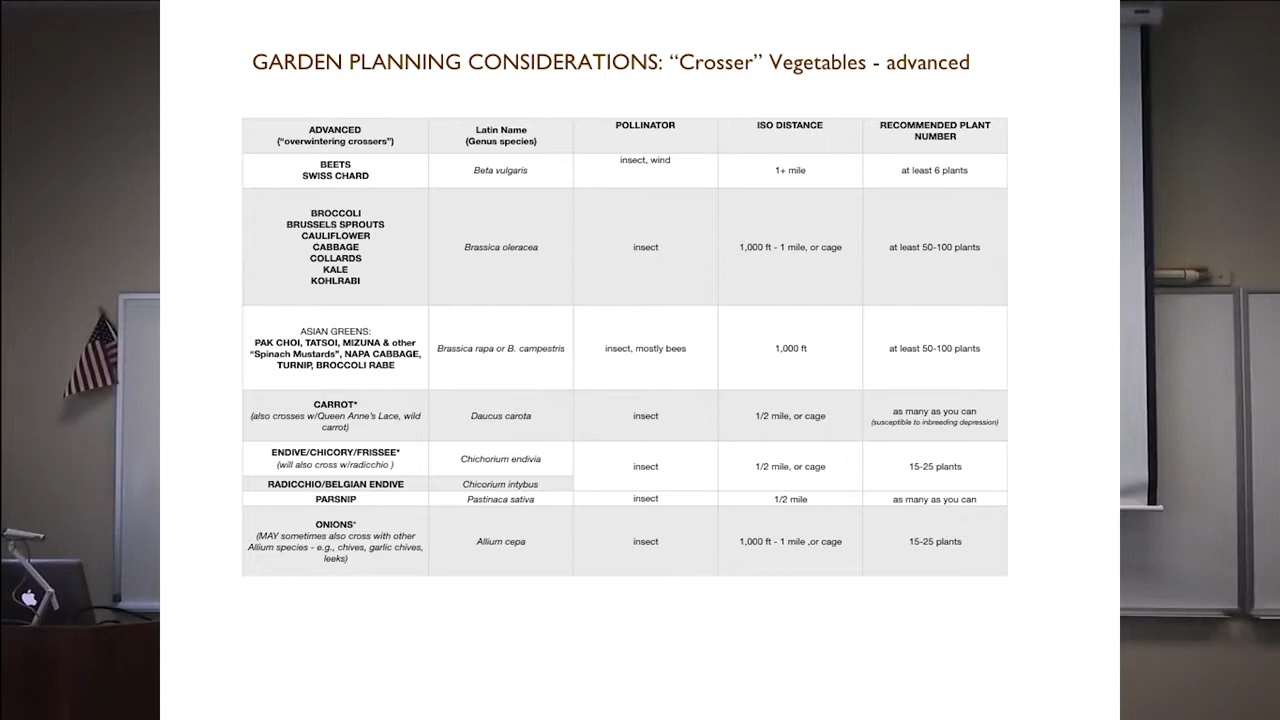 GARDEN PLANNING CONSIDERATIONS: “Crosser” Vegetables - advanced
ADVANCED
(“overwintering crossers”)
Latin Name
(Genus species)
POLLINATOR
ISO DISTANCE
RECOMMENDED PLANT
NUMBER
BEETS
SWISS CHARD
Beta vulgaris
insect, wind
1+ mile
at least 6 plants
BROCCOLI
BRUSSELS SPROUTS
CAULIFLOWER
CABBAGE
COLLARDS
KALE
KOHLRABI
Brassica oleracea
insect
1,000 ft - 1 mile, or cage
at least 50-100 plants
ASIAN GREENS:
PAK CHOI, TATSOI, MIZUNA & other
“Spinach Mustards”, NAPA CABBAGE,
TURNIP, BROCCOLI RABE
Brassica rapa or B. campestris
insect, mostly bees
1,000 ft
at least 50-100 plants
CARROT*
(also crosses w/Queen Anne’s Lace, wild
carrot)
Daucus carota
insect
1/2 mile, or cage
as many as you can
(susceptible to inbreeding depression)
ENDIVE/CHICORY/FRISSEE*
(will also cross w/radicchio )
Chichorium endivia
insect
1/2 mile, or cage
15-25 plants
RADICCHIO/BELGIAN ENDIVE
Chicorium intybus
PARSNIP
Pastinaca sativa
insect
1/2 mile
as many as you can
ONIONS*
(MAY sometimes also cross with other
Allium species - e.g., chives, garlic chives,
leeks)
Allium cepa
insect
1,000 ft - 1 mile ,or cage
15-25 plants